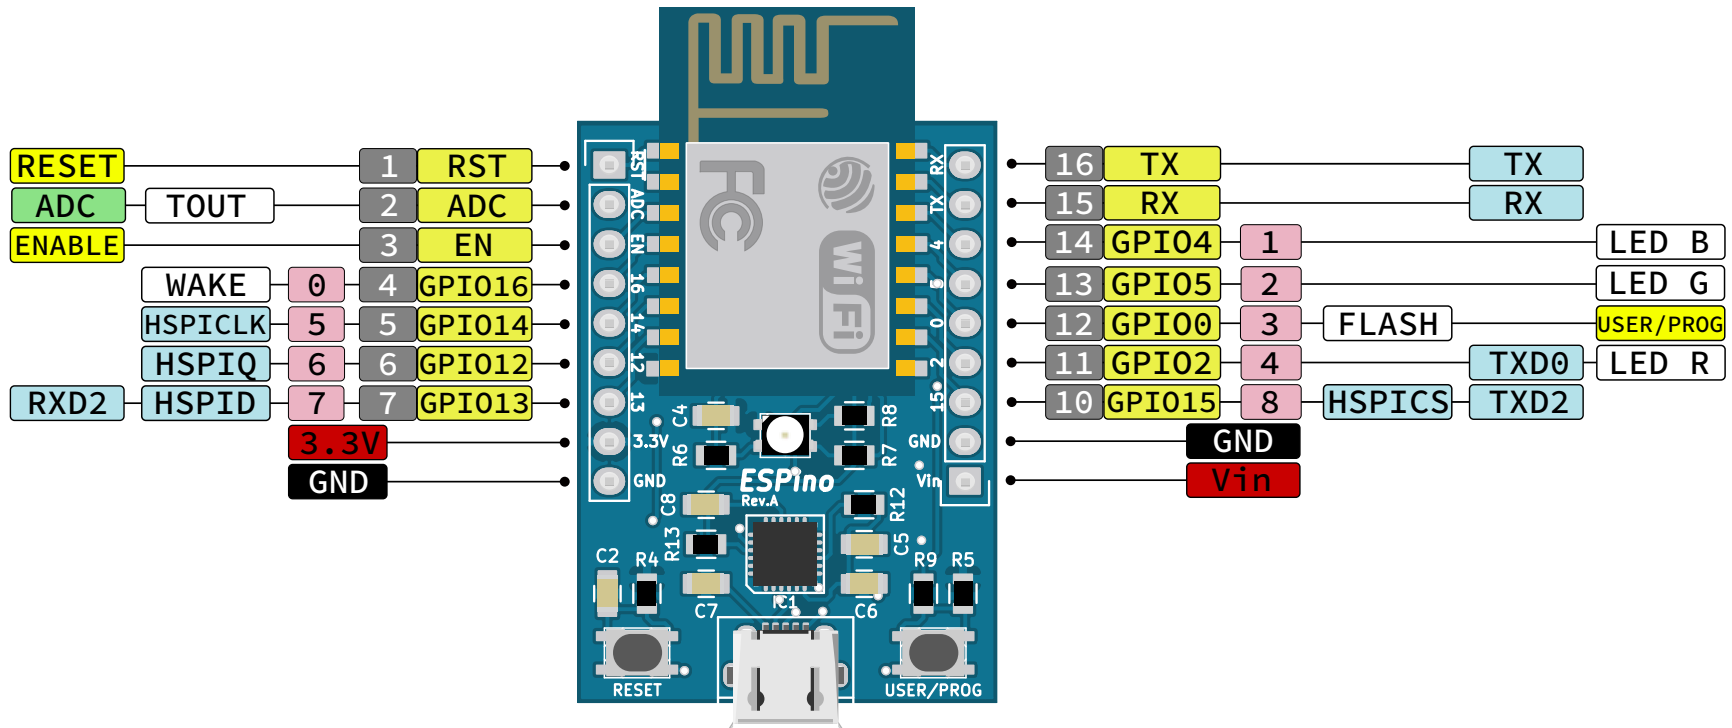 RESET 1 RST
ADC TOUT 2 ADC
ENABLE 3 EN
WAKE 0 4 GPIO16
HSPICLK 5 5 GPIO14
HSPIQ 6 6 GPIO12
RXD2 HSPID 7 7 GPIO13
3.3V
GND
RST
ADC
EN
16
14
12
13
3.3V
GND
FCC
WiFi
RX
TX
4
5
0
2
15
GND
Vin
16 TX TX
15 RX RX
14 GPIO4 1 LED B
13 GPIO5 2 LED G
12 GPIO0 3 FLASH USER/PROG
11 GPIO2 4 TXD0 LED R
10 GPIO15 8 HSPICS TXD2
GND
Vin
C4
R8
R6
R7
ESPino
Rev.A
C8
R12
R13
C5
C2
R4
R9
R5
C7
IC1
C6
RESET
USER/PROG